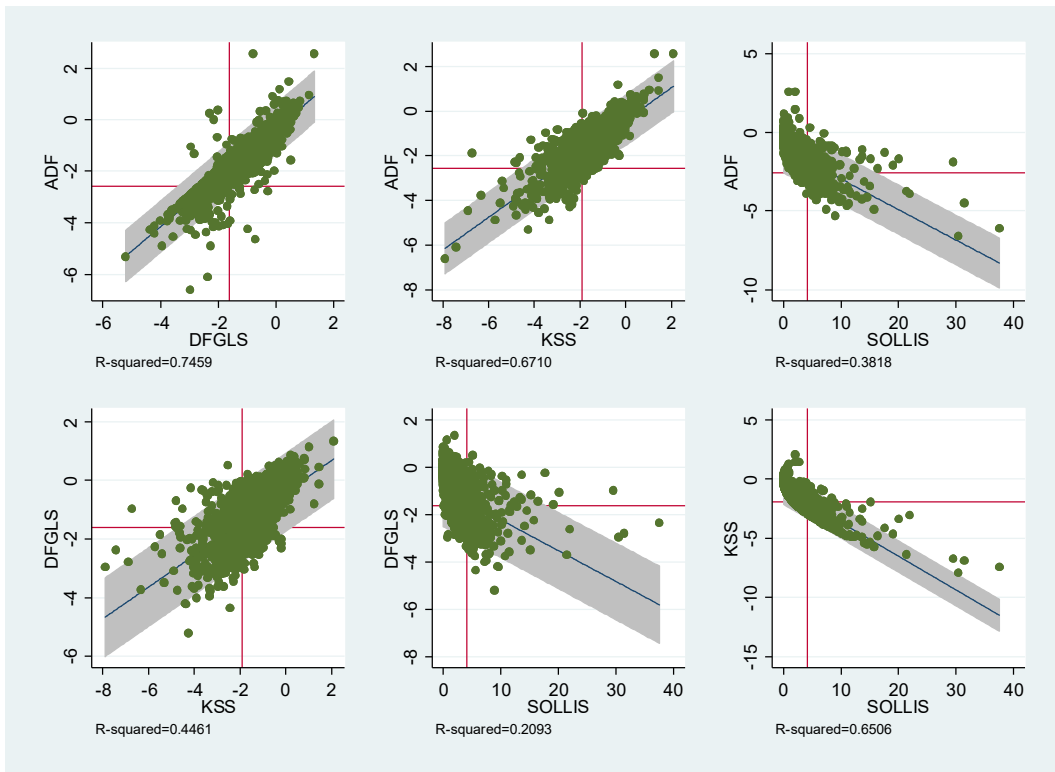 2
0
-2
-4
-6
ADF
-6 -4 -2 0 2
DFGLS
R-squared=0.7459
2
0
-2
-4
-6
-8
ADF
-8 -6 -4 -2 0 2
KSS
R-squared=0.6710
5
0
-5
-10
ADF
0 10 20 30 40
SOLLIS
R-squared=0.3818
2
0
-2
-4
-6
DFGLS
-8 -6 -4 -2 0 2
KSS
R-squared=0.4461
2
0
-2
-4
-6
-8
DFGLS
0 10 20 30 40
SOLLIS
R-squared=0.2093
5
0
-5
-10
-15
KSS
0 10 20 30 40
SOLLIS
R-squared=0.6506